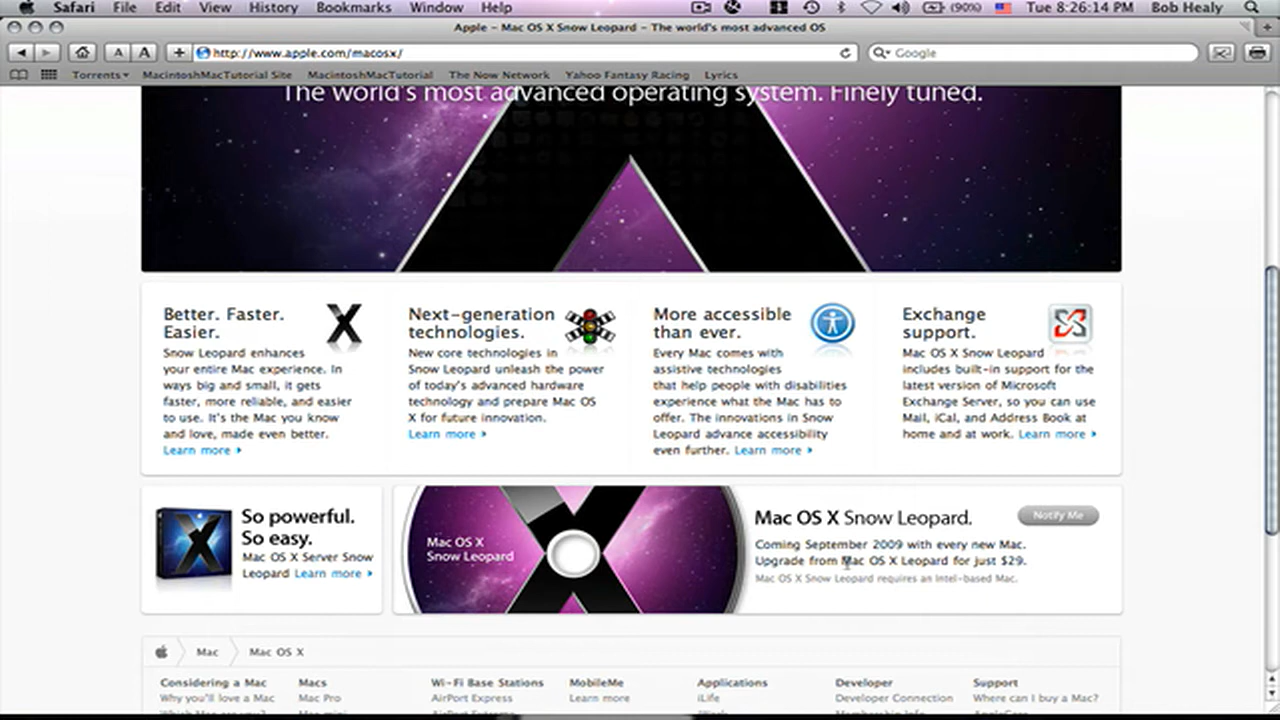 Safari File Edit View History Bookmarks Window Help (90%) Tue 8:26:14 PM Bob Healy
Apple - Mac OS X Snow Leopard - The world's most advanced OS
A A + http://www.apple.com/macosx/ Google
Torrents MacintoshMacTutorial Site MacintoshMacTutorial The Now Network Yahoo Fantasy Racing Lyrics
The world's most advanced operating system. Finely tuned.
Better. Faster.
Easier.
Snow Leopard enhances
your entire Mac experience. In
ways big and small, it gets
faster, more reliable, and easier
to use. It's the Mac you know
and love, made even better.
Learn more
Next-generation
technologies.
New core technologies in
Snow Leopard unleash the power
of today's advanced hardware
technology and prepare Mac OS
X for future innovation.
Learn more
More accessible
than ever.
Every Mac comes with
assistive technologies
that help people with disabilities
experience what the Mac has to
offer. The innovations in Snow
Leopard advance accessibility
even further. Learn more
Exchange
support.
Mac OS X Snow Leopard
includes built-in support for the
latest version of Microsoft
Exchange Server, so you can use
Mail, iCal, and Address Book at
home and at work. Learn more
So powerful.
So easy.
Mac OS X Server Snow
Leopard Learn more
Mac OS X
Snow Leopard
Mac OS X Snow Leopard.
Notify Me
Coming September 2009 with every new Mac.
Upgrade from Mac OS X Leopard for just $29.
Mac OS X Snow Leopard requires an Intel-based Mac.
Mac Mac OS X
Considering a Mac Macs Wi-Fi Base Stations MobileMe Applications Developer Support
Why you'll love a Mac Mac Pro AirPort Express Learn more iLife Developer Connection Where can I buy a Mac?